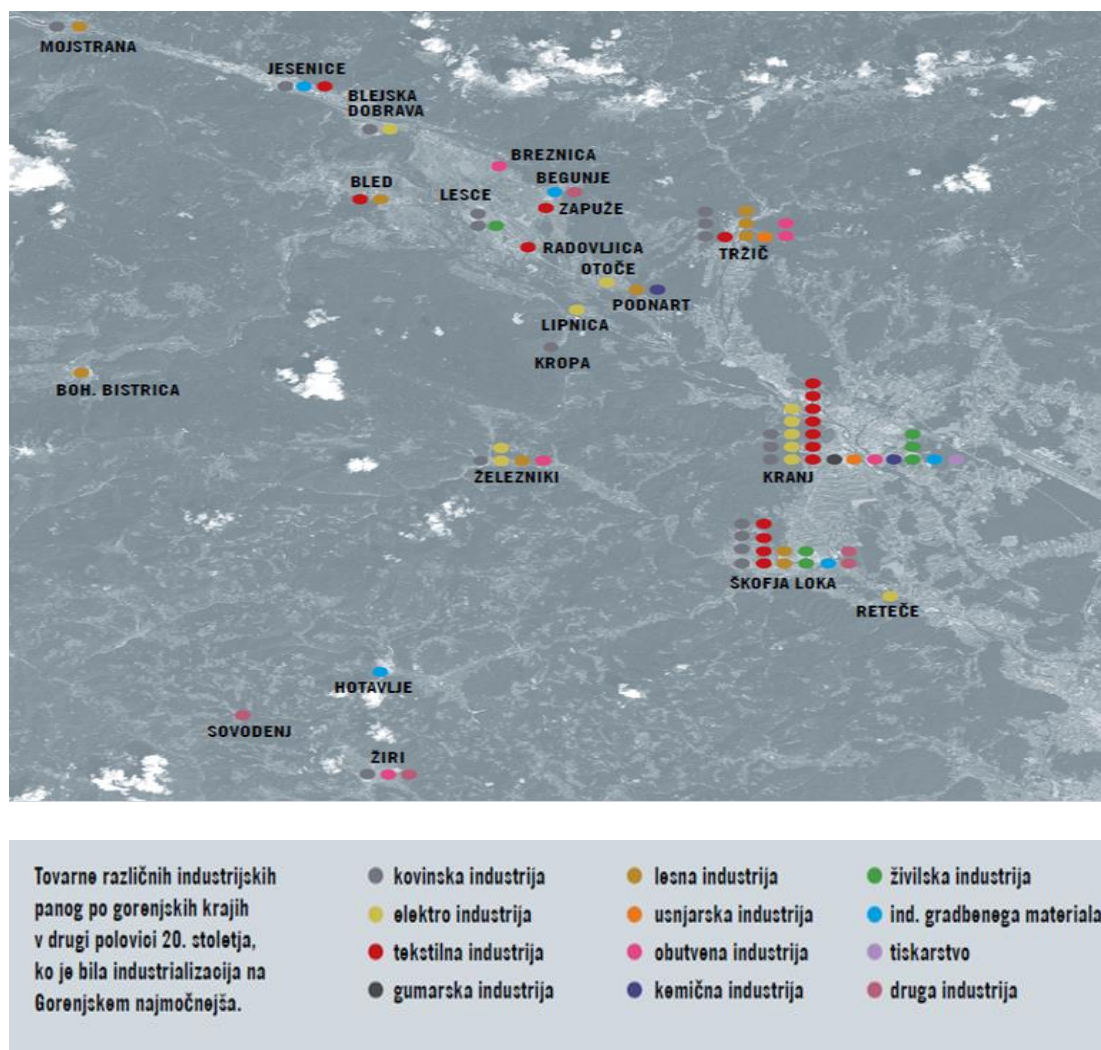 MOJSTRANA
JESENICE
BLEJSKA
DOBRAVA
BREZNICA
BLED
LESCE
BEGUNJE
ZAPUŽE
RADOVLJICA
TRŽIČ
OTOČE
PODNART
LIPNICA
KROPA
BOH. BISTRICA
ŽELEZNIKI
KRANJ
ŠKOFJA LOKA
RETEČE
HOTAVLJE
SOVODENJ
ŽIRI
Tovarne različnih industrijskih
panog po gorenjskih krajih
v drugi polovici 20. stoletja,
ko je bila industrializacija na
Gorenjskem najmočnejša.
kovinska industrija
elektro industrija
tekstilna industrija
gumarska industrija
lesna industrija
usnjarska industrija
obutvena industrija
kemična industrija
živilska industrija
ind. gradbenega materiala
tiskarstvo
druga industrija